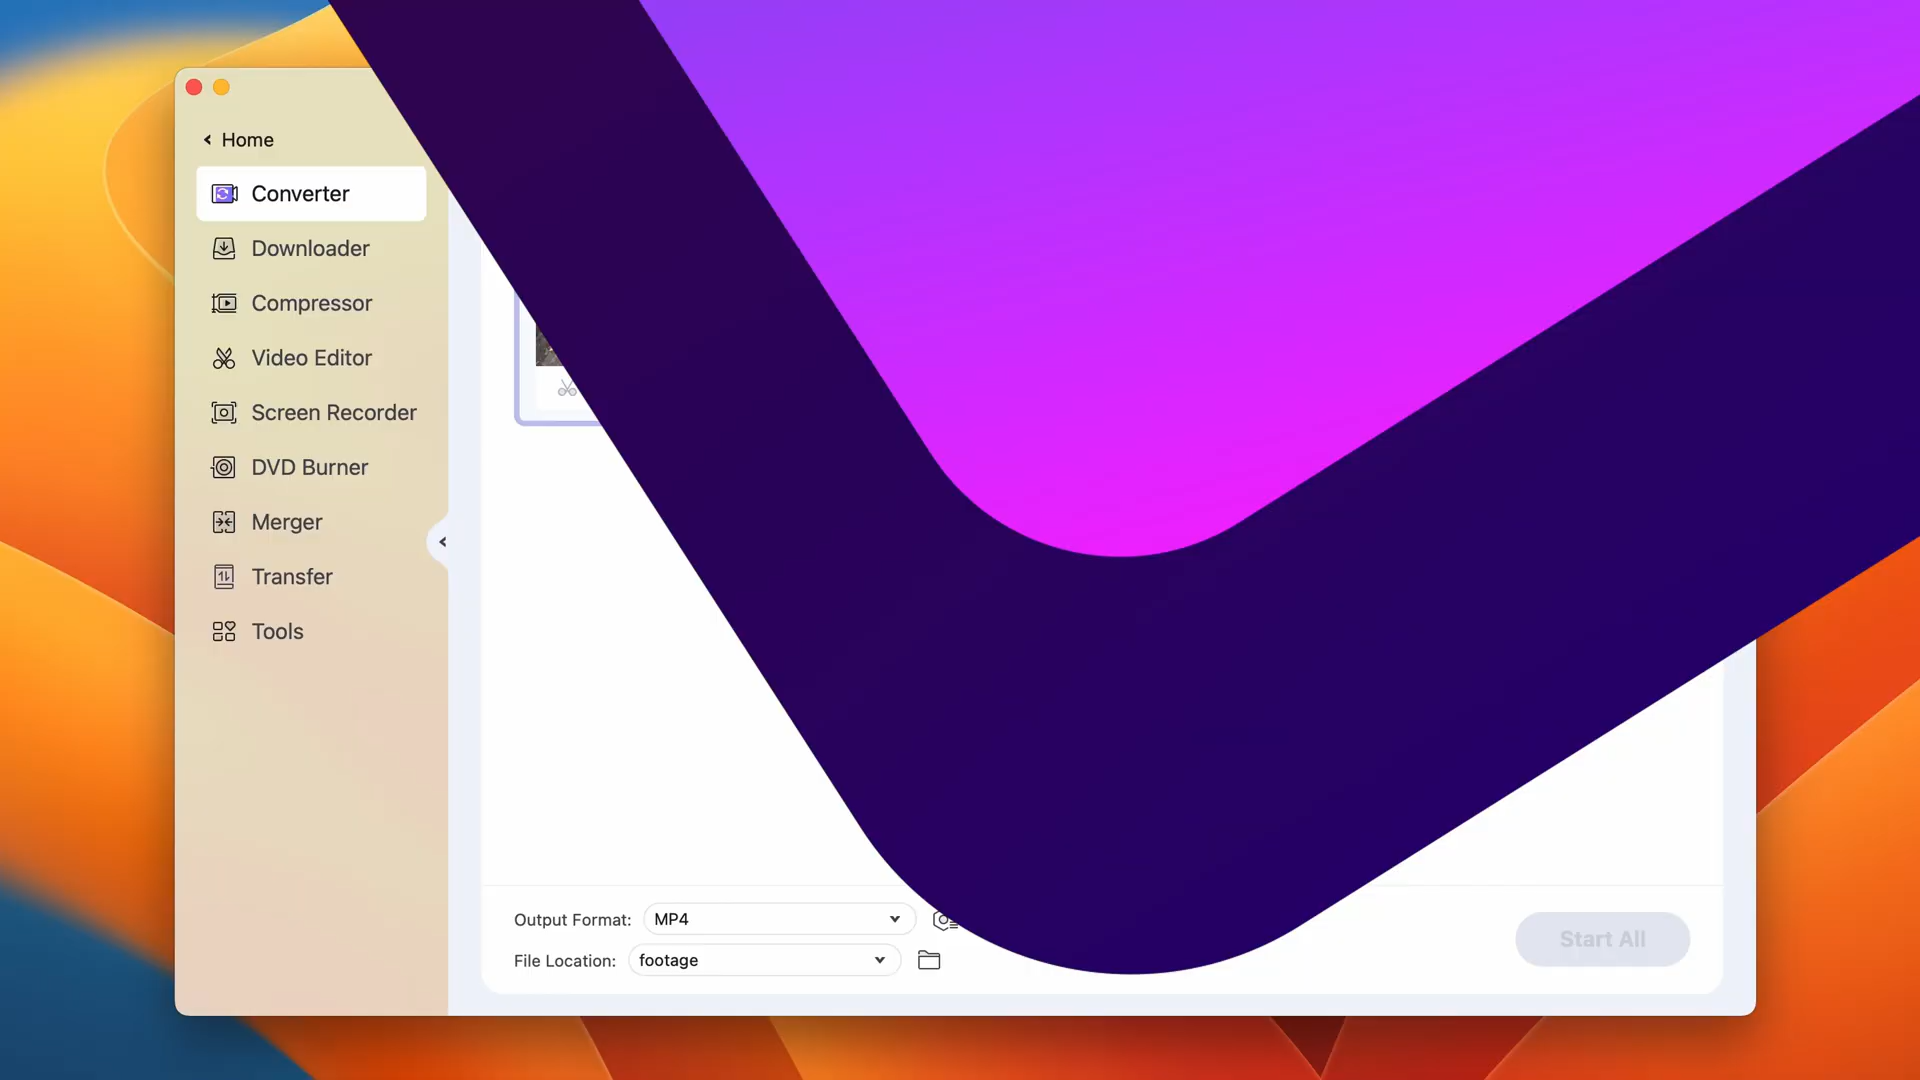 Home
Converter
Downloader
Compressor
Video Editor
Screen Recorder
DVD Burner
Merger
Transfer
Tools
Output Format: MP4
File Location: footage
Start All